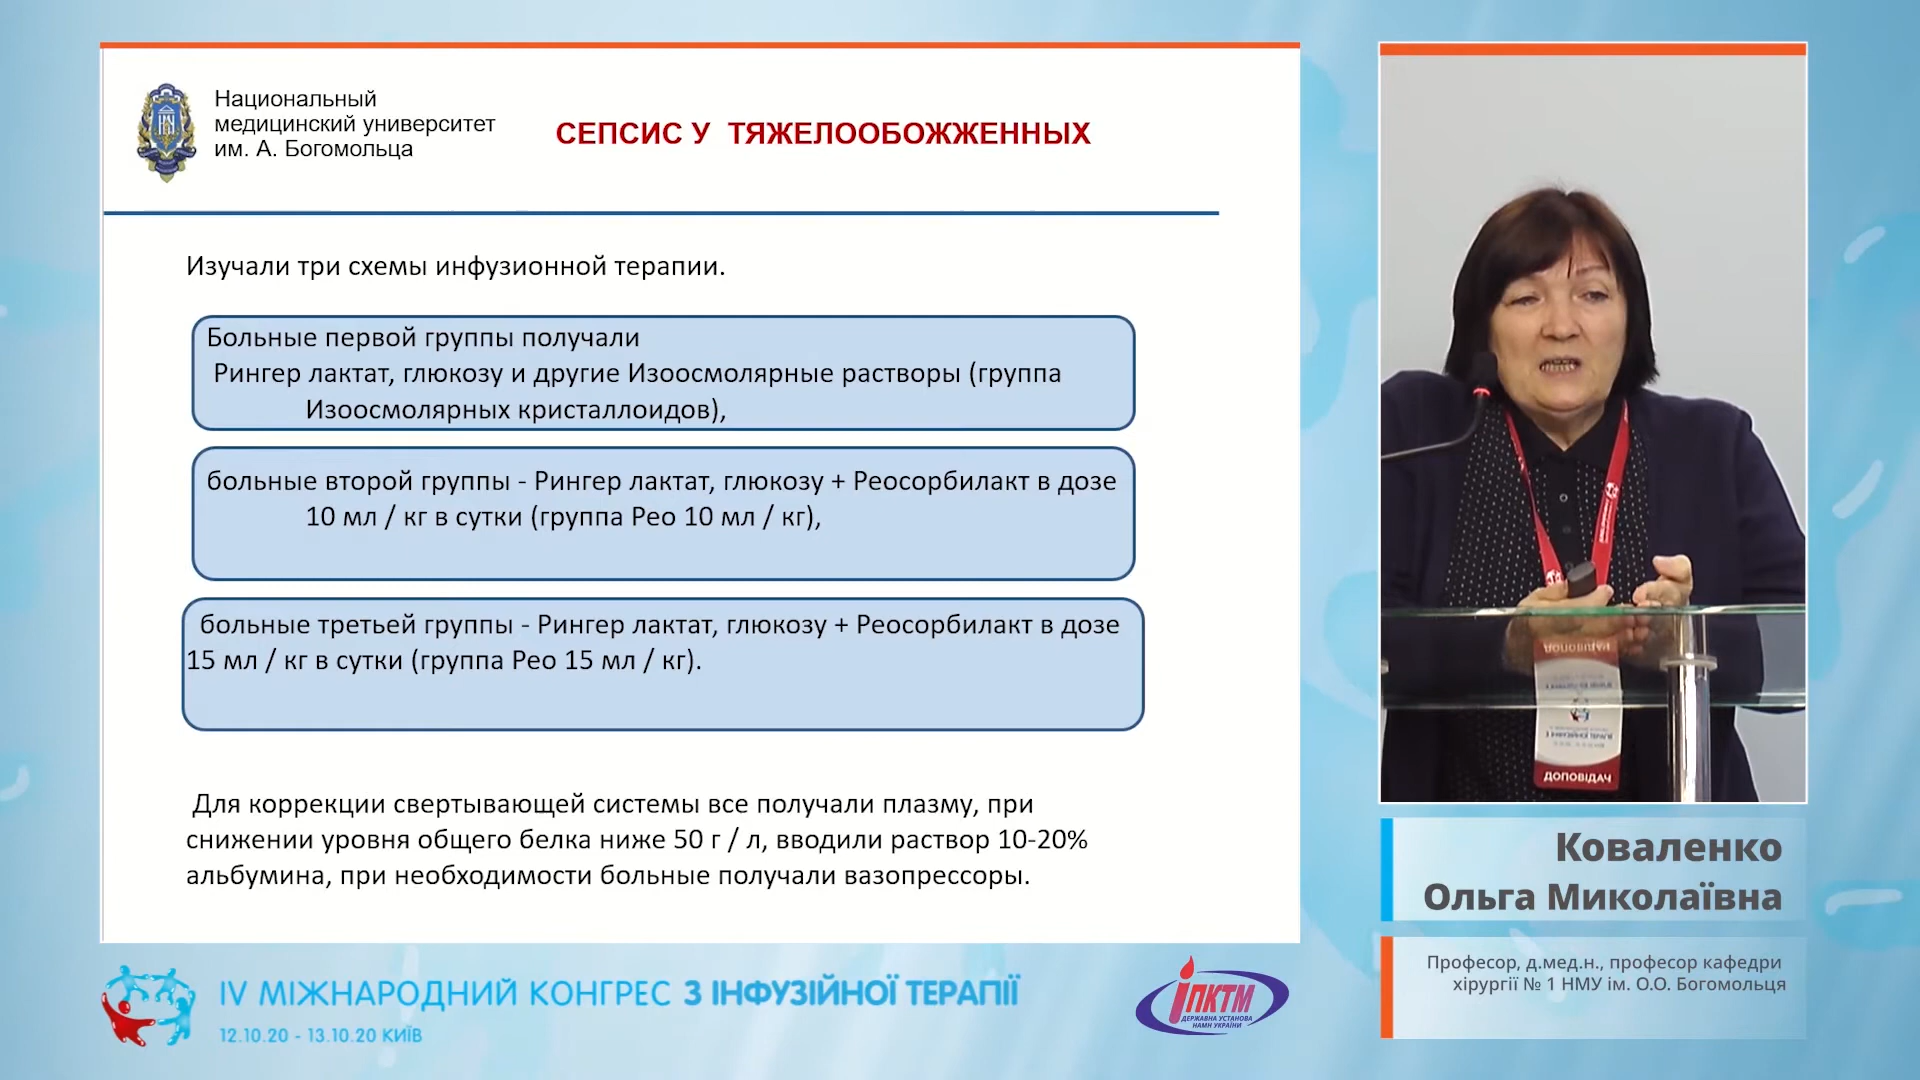 Национальный
медицинский университет
им. А. Богомольца
СЕПСИС У ТЯЖЕЛООБОЖЖЕННЫХ
Изучали три схемы инфузионной терапии.
Больные первой группы получали
Рингер лактат, глюкозу и другие Изоосмолярные растворы (группа
Изоосмолярных кристаллоидов),
больные второй группы - Рингер лактат, глюкозу + Реосорбилакт в дозе
10 мл / кг в сутки (группа Рео 10 мл / кг),
больные третьей группы - Рингер лактат, глюкозу + Реосорбилакт в дозе
15 мл / кг в сутки (группа Рео 15 мл / кг).
Для коррекции свертывающей системы все получали плазму, при
снижении уровня общего белка ниже 50 г / л, вводили раствор 10-20%
альбумина, при необходимости больные получали вазопрессоры.
ДОПОВІДАЧ
Коваленко
Ольга Миколаївна
Професор, д.мед.н., професор кафедри
хірургії № 1 НМУ ім. О.О. Богомольця
IV МІЖНАРОДНИЙ КОНГРЕС З ІНФУЗІЙНОЇ ТЕРАПІЇ
12.10.20 - 13.10.20 КИЇВ
ІПКТМ
ДЕРЖАВНА УСТАНОВА
НАМН УКРАЇНИ